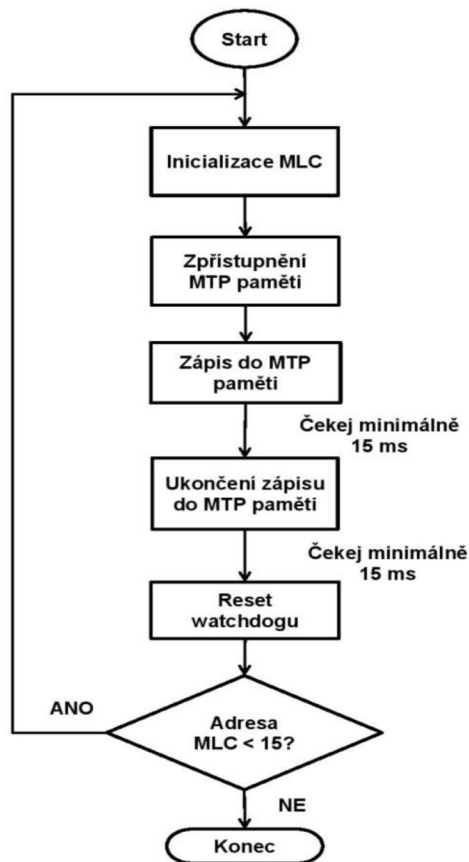 Start
Inicializace MLC
Zpřístupnění
MTP paměti
Zápis do MTP
paměti
Čekej minimálně
15 ms
Ukončení zápisu
do MTP paměti
Čekej minimálně
15 ms
Reset
watchdogu
ANO
Adresa
MLC < 15?
NE
Konec